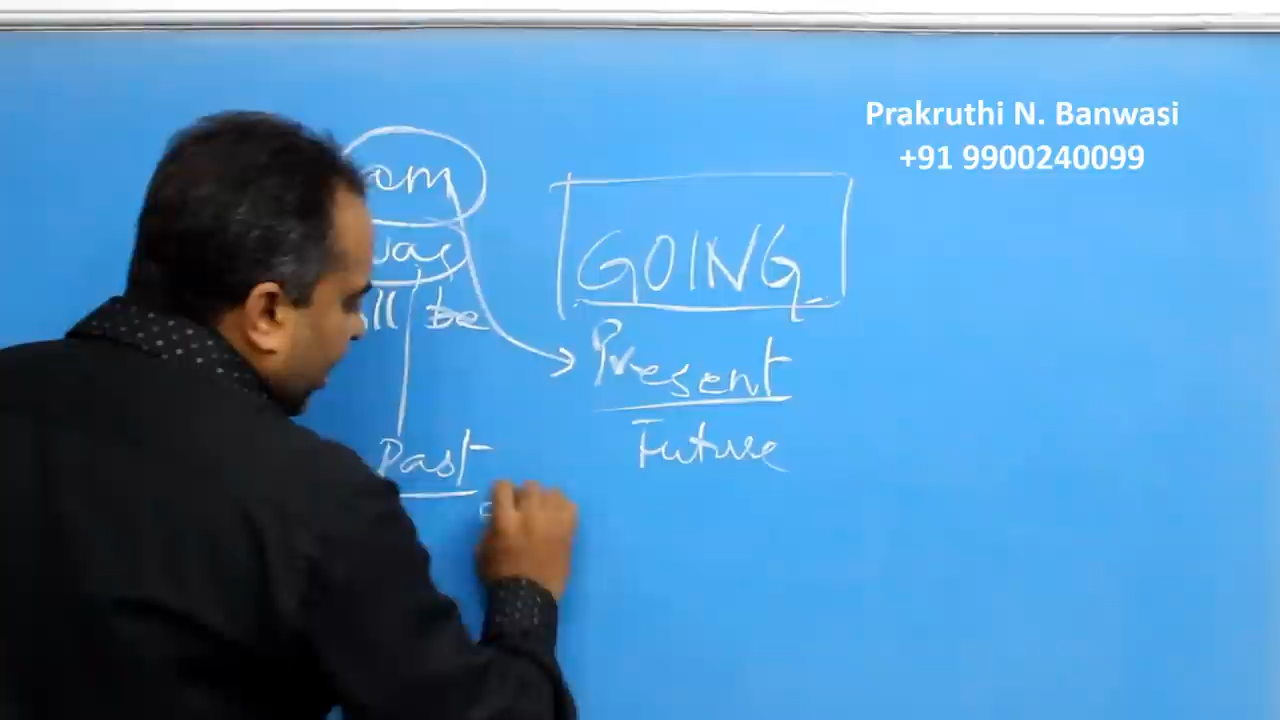 Prakruthi N. Banwasi
+91 9900240099
am
was
ll be
GOING
Present
Future
Past